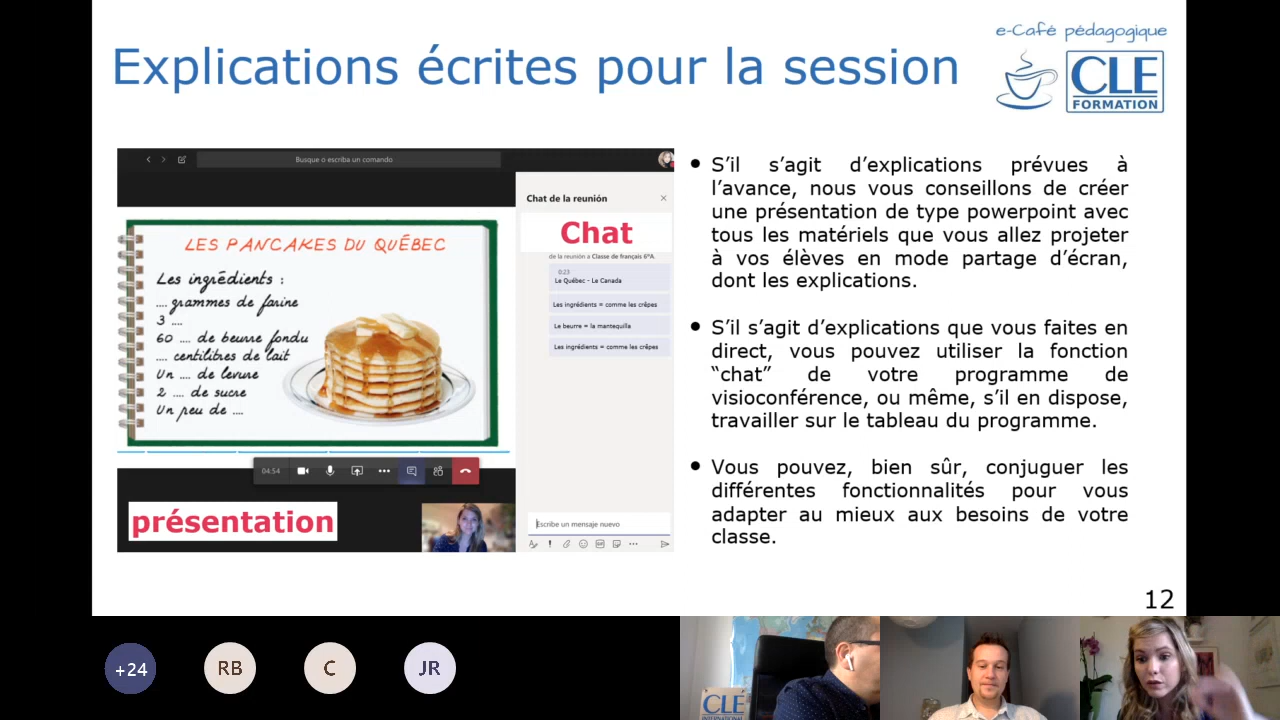 e-Café pédagogique
Explications écrites pour la session
CLE
FORMATION
Busque o escriba un comando
LES PANCAKES DU QUÉBEC
Les ingrédients :
.... grammes de farine
3 ....
60 .... de beurre fondu
.... centilitres de lait
Un .... de levure
2 .... de sucre
Un peu de ....
04:54
présentation
Chat de la reunión
Chat
de la reunión a Classe de français 6ºA.
0:23
Le Québec - Le Canada
Les ingrédients = comme les crêpes
Le beurre = la mantequilla
Les ingrédients = comme les crêpes
Escribe un mensaje nuevo
• S’il s’agit d’explications prévues à
l’avance, nous vous conseillons de créer
une présentation de type powerpoint avec
tous les matériels que vous allez projeter
à vos élèves en mode partage d’écran,
dont les explications.
• S’il s’agit d’explications que vous faites en
direct, vous pouvez utiliser la fonction
“chat” de votre programme de
visioconférence, ou même, s’il en dispose,
travailler sur le tableau du programme.
• Vous pouvez, bien sûr, conjuguer les
différentes fonctionnalités pour vous
adapter au mieux aux besoins de votre
classe.
12
+24
RB
C
JR
CLE
INTERNATIONAL